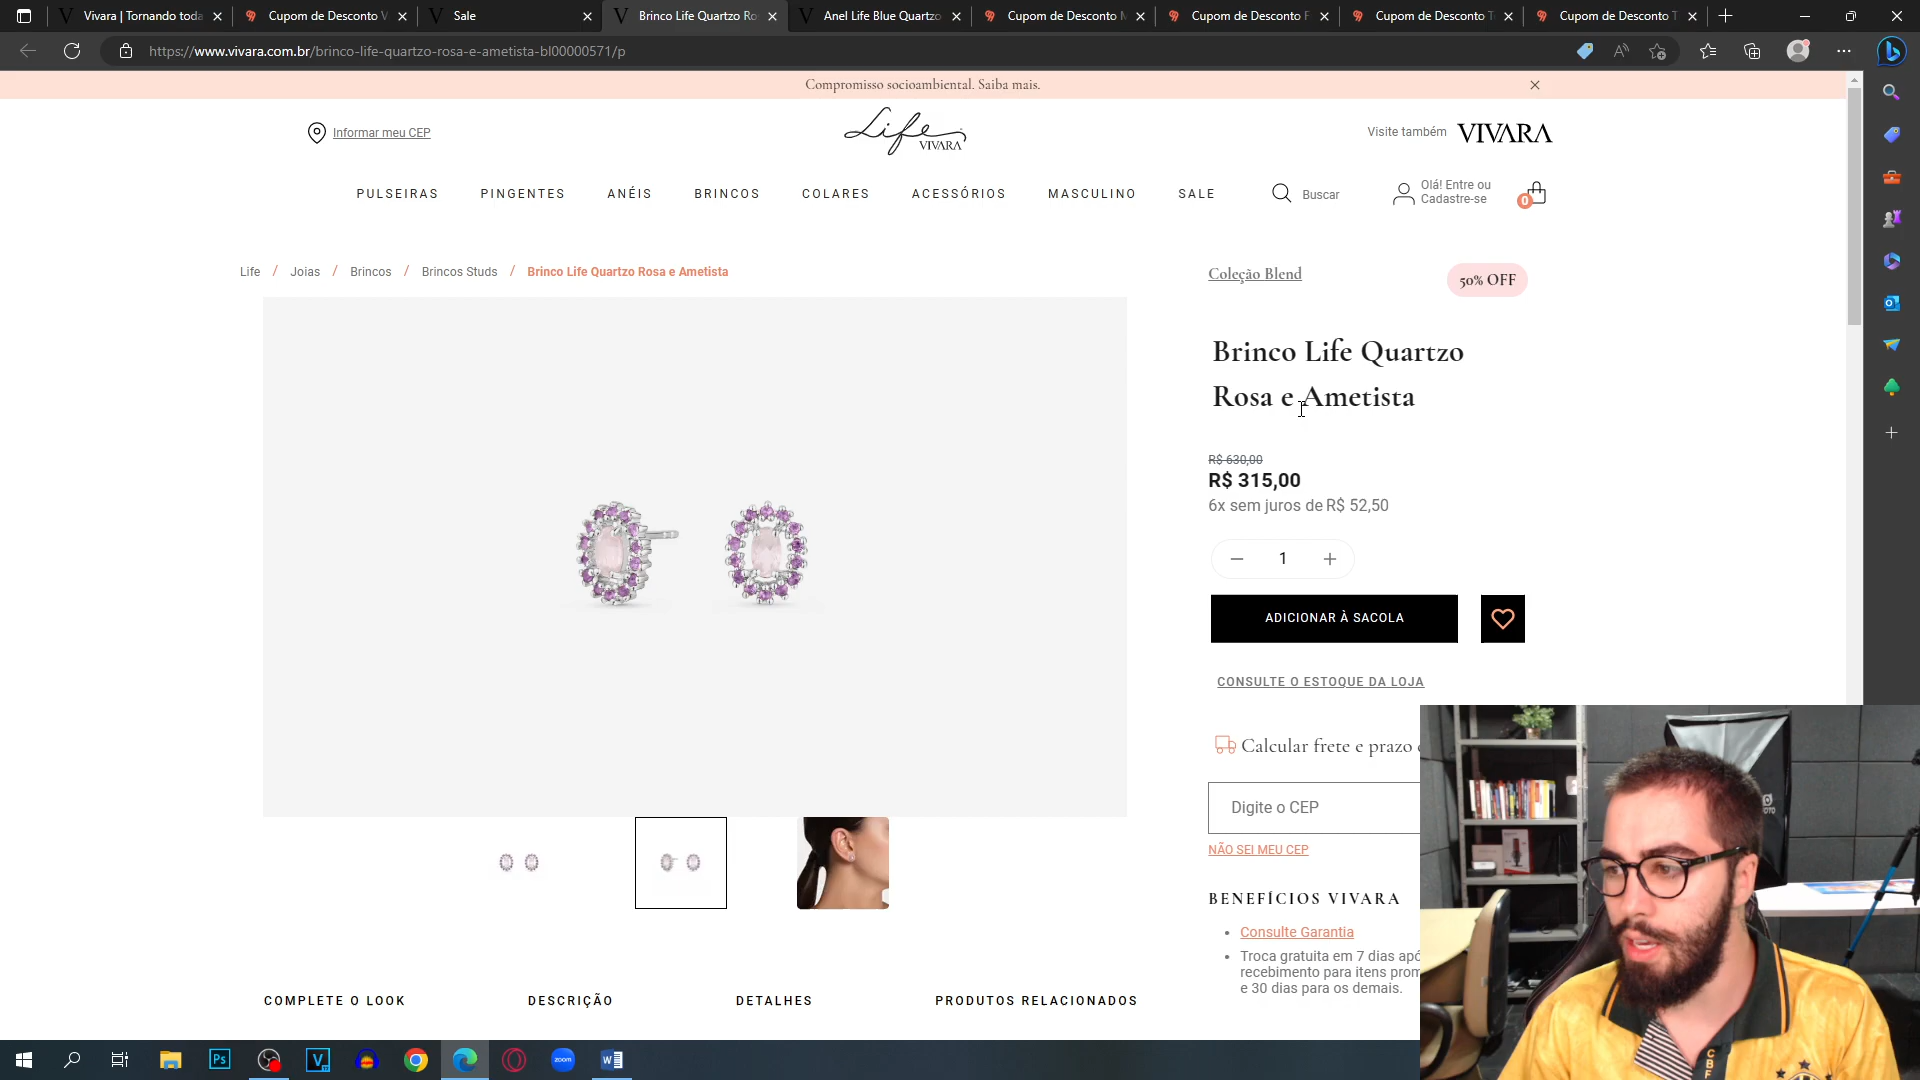 Vivara | Tornando toda
Cupom de Desconto V
Sale
Brinco Life Quartzo Ro
Anel Life Blue Quartzo
Cupom de Desconto
Cupom de Desconto F
Cupom de Desconto T
Cupom de Desconto T
https://www.vivara.com.br/brinco-life-quartzo-rosa-e-ametista-bl00000571/p
Compromisso socioambiental. Saiba mais.
Informar meu CEP
Life
VIVARA
Visite também VIVARA
PULSEIRAS PINGENTES ANÉIS BRINCOS COLARES ACESSÓRIOS MASCULINO SALE
Buscar
Olá! Entre ou
Cadastre-se
0
Life / Joias / Brincos / Brincos Studs / Brinco Life Quartzo Rosa e Ametista
Coleção Blend
50% OFF
Brinco Life Quartzo
Rosa e Ametista
R$ 630,00
R$ 315,00
6x sem juros de R$ 52,50
− 1 +
ADICIONAR À SACOLA
CONSULTE O ESTOQUE DA LOJA
Calcular frete e prazo
Digite o CEP
NÃO SEI MEU CEP
BENEFÍCIOS VIVARA
• Consulte Garantia
• Troca gratuita em 7 dias apó
recebimento para itens prom
e 30 dias para os demais.
COMPLETE O LOOK DESCRIÇÃO DETALHES PRODUTOS RELACIONADOS
Ps
V
zoom
W
CBF